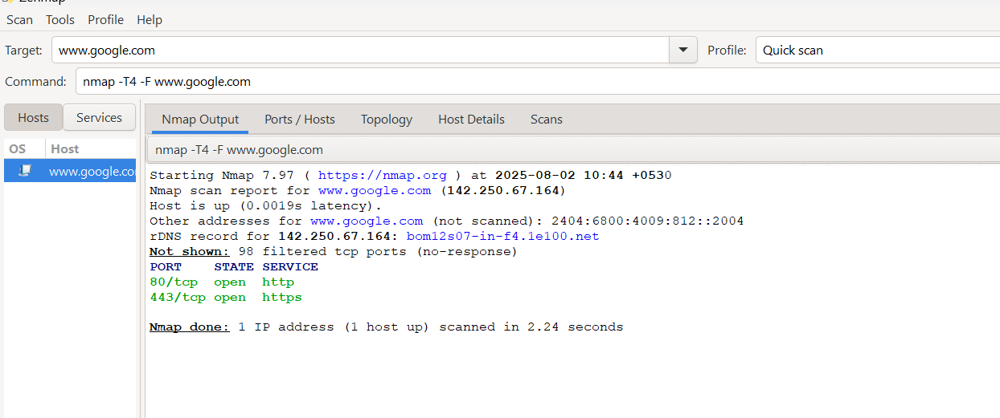 Zenmap
Scan Tools Profile Help
Target: www.google.com Profile: Quick scan
Command: nmap -T4 -F www.google.com
Hosts Services Nmap Output Ports / Hosts Topology Host Details Scans
OS Host nmap -T4 -F www.google.com
www.google.co
Starting Nmap 7.97 ( https://nmap.org ) at 2025-08-02 10:44 +0530
Nmap scan report for www.google.com (142.250.67.164)
Host is up (0.0019s latency).
Other addresses for www.google.com (not scanned): 2404:6800:4009:812::2004
rDNS record for 142.250.67.164: bom12s07-in-f4.1e100.net
Not shown: 98 filtered tcp ports (no-response)
PORT STATE SERVICE
80/tcp open http
443/tcp open https
Nmap done: 1 IP address (1 host up) scanned in 2.24 seconds